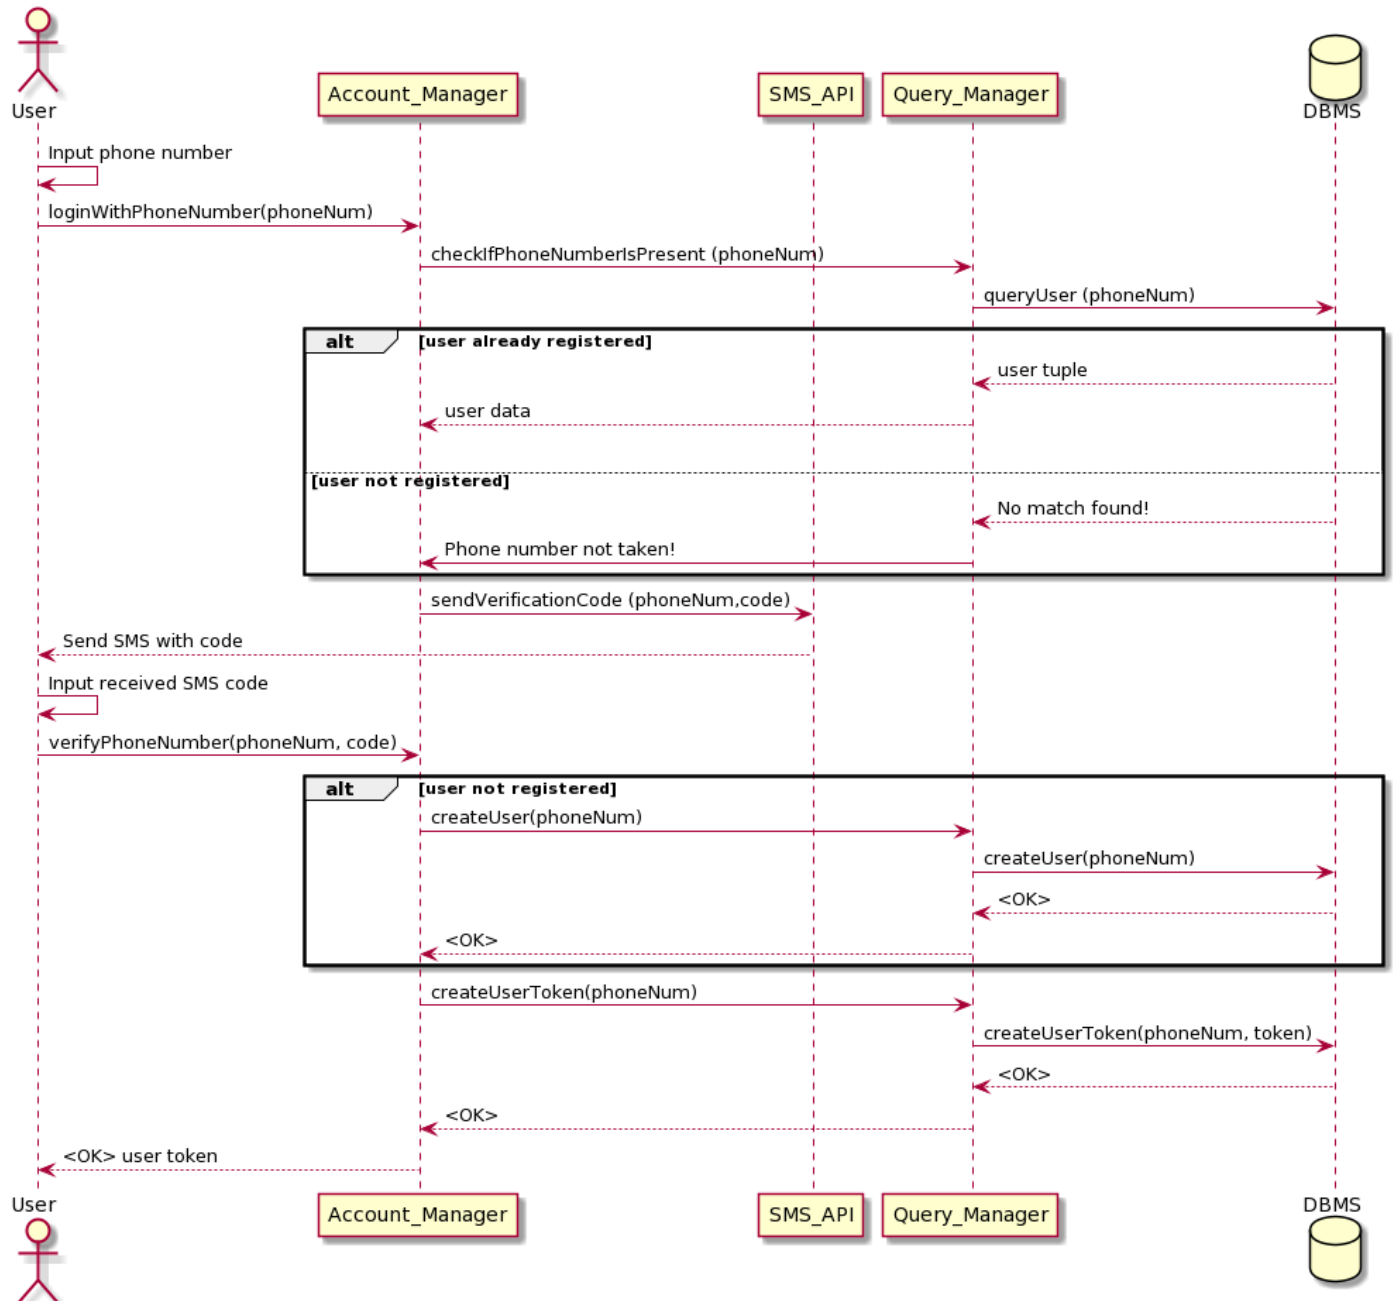 User
Account_Manager
SMS_API
Query_Manager
DBMS
Input phone number
loginWithPhoneNumber(phoneNum)
checkIfPhoneNumberIsPresent (phoneNum)
queryUser (phoneNum)
alt [user already registered]
user tuple
user data
[user not registered]
No match found!
Phone number not taken!
sendVerificationCode (phoneNum,code)
Send SMS with code
Input received SMS code
verifyPhoneNumber(phoneNum, code)
alt [user not registered]
createUser(phoneNum)
createUser(phoneNum)
<OK>
<OK>
createUserToken(phoneNum)
createUserToken(phoneNum, token)
<OK>
<OK>
<OK> user token
User
Account_Manager
SMS_API
Query_Manager
DBMS